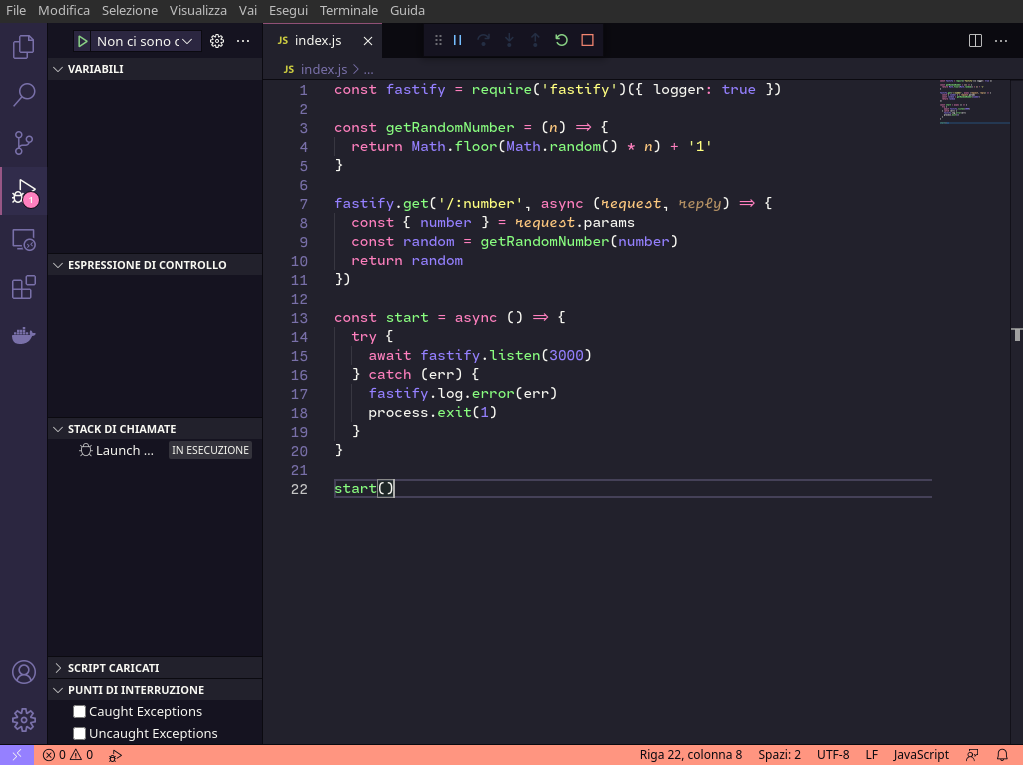 File Modifica Selezione Visualizza Vai Esegui Terminale Guida
Non ci sono c
JS index.js
VARIABILI
JS index.js > ...
1 const fastify = require('fastify')({ logger: true })
2
3 const getRandomNumber = (n) => {
4 return Math.floor(Math.random() * n) + '1'
5 }
6
7 fastify.get('/:number', async (request, reply) => {
8 const { number } = request.params
9 const random = getRandomNumber(number)
10 return random
11 })
12
13 const start = async () => {
14 try {
15 await fastify.listen(3000)
16 } catch (err) {
17 fastify.log.error(err)
18 process.exit(1)
19 }
20 }
21
22 start()
1
ESPRESSIONE DI CONTROLLO
STACK DI CHIAMATE
Launch ... IN ESECUZIONE
SCRIPT CARICATI
PUNTI DI INTERRUZIONE
Caught Exceptions
Uncaught Exceptions
0 0 Riga 22, colonna 8 Spazi: 2 UTF-8 LF JavaScript